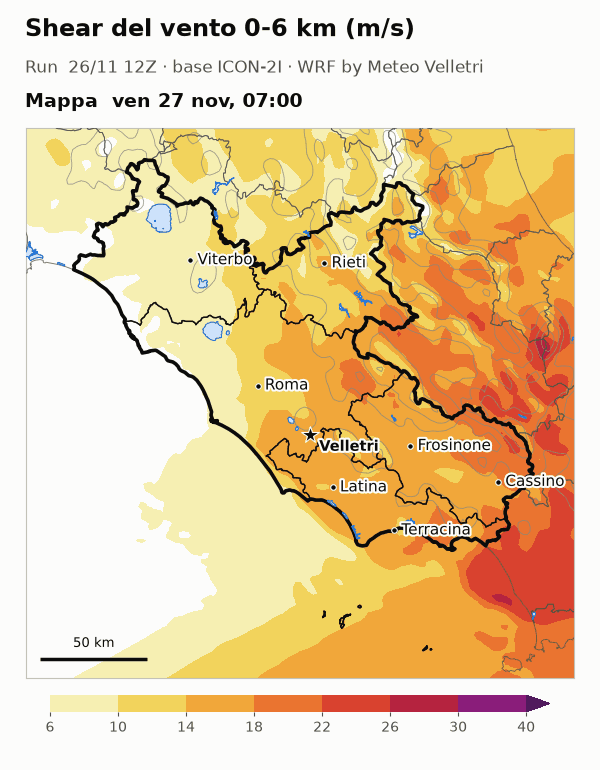 Shear del vento 0-6 km (m/s)
Run  26/11 12Z · base ICON-2I · WRF by Meteo Velletri
Mappa  ven 27 nov, 07:00
Viterbo
Rieti
Roma
Velletri
Frosinone
Latina
Cassino
Terracina
50 km
6 10 14 18 22 26 30 40